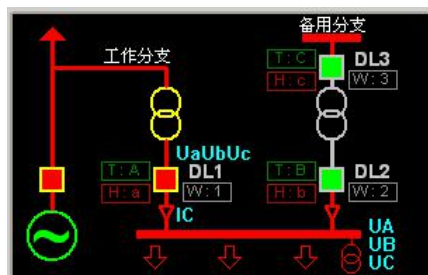 备用分支
工作分支
T:C
DL3
H:c
W:3
UaUbUc
T:A
DL1
H:a
W:1
T:B
DL2
H:b
W:2
IC
UA
UB
UC